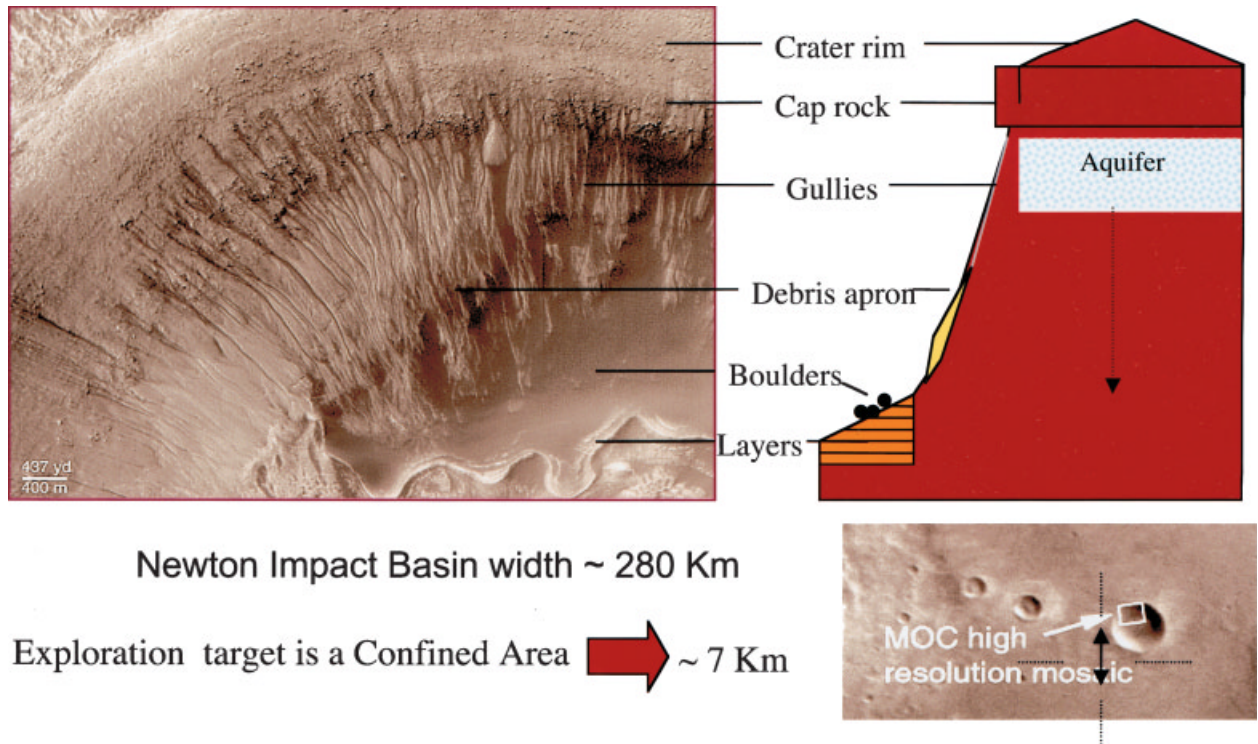 Crater rim
Cap rock
Aquifer
Gullies
Debris apron
Boulders
Layers
437 yd
400 m
Newton Impact Basin width ~ 280 Km
MOC high
resolution mosaic
Exploration target is a Confined Area
~ 7 Km